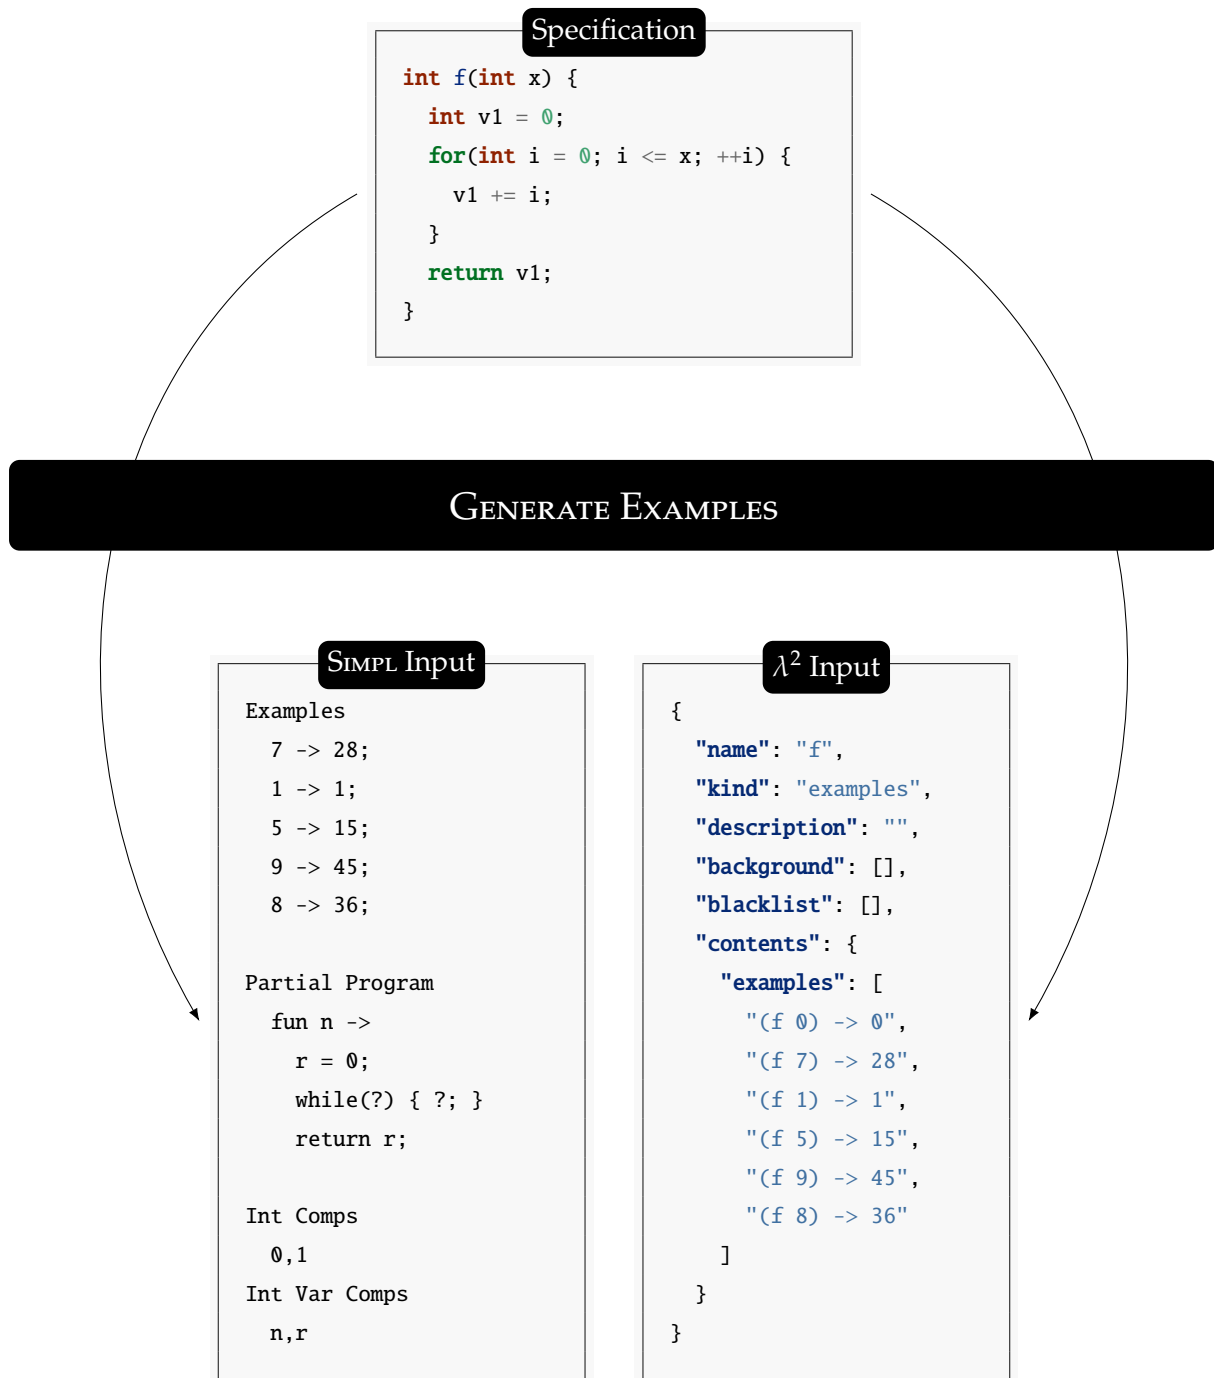 Specification
int f(int x) {
  int v1 = 0;
  for(int i = 0; i <= x; ++i) {
    v1 += i;
  }
  return v1;
}
GENERATE EXAMPLES
SIMPL Input
Examples
  7 -> 28;
  1 -> 1;
  5 -> 15;
  9 -> 45;
  8 -> 36;
Partial Program
  fun n ->
    r = 0;
    while(?) { ?; }
    return r;
Int Comps
  0,1
Int Var Comps
  n,r
λ² Input
{
  "name": "f",
  "kind": "examples",
  "description": "",
  "background": [],
  "blacklist": [],
  "contents": {
    "examples": [
      "(f 0) -> 0",
      "(f 7) -> 28",
      "(f 1) -> 1",
      "(f 5) -> 15",
      "(f 9) -> 45",
      "(f 8) -> 36"
    ]
  }
}